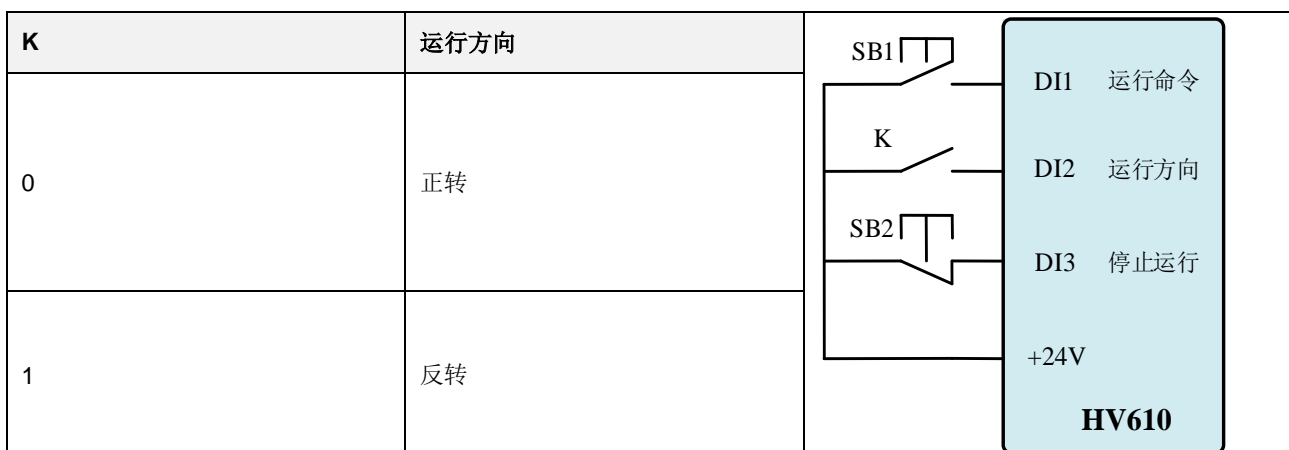 K 运行方向
0 正转
1 反转
SB1
DI1 运行命令
K
DI2 运行方向
SB2
DI3 停止运行
+24V
HV610